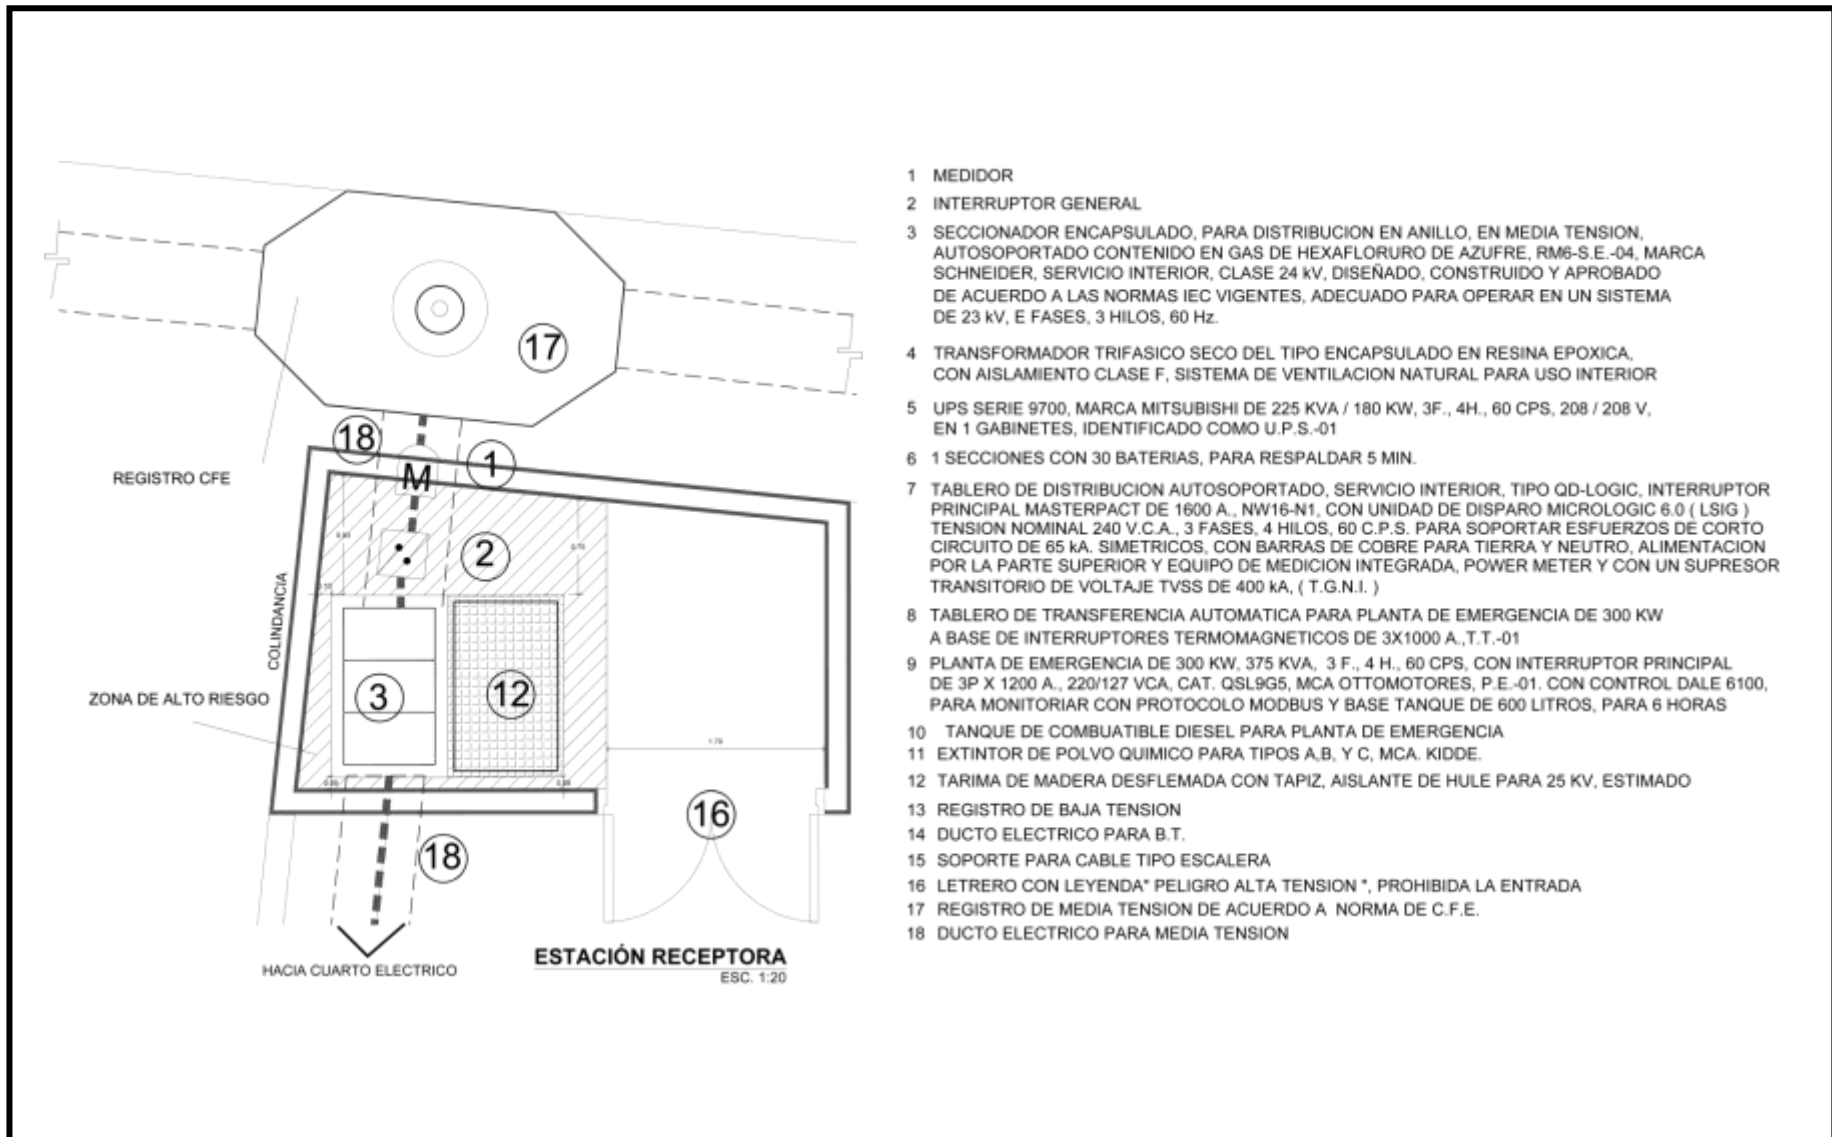 17
18
1
M
REGISTRO CFE
2
COLINDANCIA
ZONA DE ALTO RIESGO
3
12
1.70
16
18
HACIA CUARTO ELECTRICO
ESTACIÓN RECEPTORA
ESC. 1:20
1 MEDIDOR
2 INTERRUPTOR GENERAL
3 SECCIONADOR ENCAPSULADO, PARA DISTRIBUCION EN ANILLO, EN MEDIA TENSION,
AUTOSOPORTADO CONTENIDO EN GAS DE HEXAFLORURO DE AZUFRE, RM6-S.E.-04, MARCA
SCHNEIDER, SERVICIO INTERIOR, CLASE 24 kV, DISEÑADO, CONSTRUIDO Y APROBADO
DE ACUERDO A LAS NORMAS IEC VIGENTES, ADECUADO PARA OPERAR EN UN SISTEMA
DE 23 kV, E FASES, 3 HILOS, 60 Hz.
4 TRANSFORMADOR TRIFASICO SECO DEL TIPO ENCAPSULADO EN RESINA EPOXICA,
CON AISLAMIENTO CLASE F, SISTEMA DE VENTILACION NATURAL PARA USO INTERIOR
5 UPS SERIE 9700, MARCA MITSUBISHI DE 225 KVA / 180 KW, 3F., 4H., 60 CPS, 208 / 208 V,
EN 1 GABINETES, IDENTIFICADO COMO U.P.S.-01
6 1 SECCIONES CON 30 BATERIAS, PARA RESPALDAR 5 MIN.
7 TABLERO DE DISTRIBUCION AUTOSOPORTADO, SERVICIO INTERIOR, TIPO QD-LOGIC, INTERRUPTOR
PRINCIPAL MASTERPACT DE 1600 A., NW16-N1, CON UNIDAD DE DISPARO MICROLOGIC 6.0 ( LSIG )
TENSION NOMINAL 240 V.C.A., 3 FASES, 4 HILOS, 60 C.P.S. PARA SOPORTAR ESFUERZOS DE CORTO
CIRCUITO DE 65 kA. SIMETRICOS, CON BARRAS DE COBRE PARA TIERRA Y NEUTRO, ALIMENTACION
POR LA PARTE SUPERIOR Y EQUIPO DE MEDICION INTEGRADA, POWER METER Y CON UN SUPRESOR
TRANSITORIO DE VOLTAJE TVSS DE 400 kA, ( T.G.N.I. )
8 TABLERO DE TRANSFERENCIA AUTOMATICA PARA PLANTA DE EMERGENCIA DE 300 KW
A BASE DE INTERRUPTORES TERMOMAGNETICOS DE 3X1000 A.,T.T.-01
9 PLANTA DE EMERGENCIA DE 300 KW, 375 KVA, 3 F., 4 H., 60 CPS, CON INTERRUPTOR PRINCIPAL
DE 3P X 1200 A., 220/127 VCA, CAT. QSL9G5, MCA OTTOMOTORES, P.E.-01. CON CONTROL DALE 6100,
PARA MONITORIAR CON PROTOCOLO MODBUS Y BASE TANQUE DE 600 LITROS, PARA 6 HORAS
10 TANQUE DE COMBUATIBLE DIESEL PARA PLANTA DE EMERGENCIA
11 EXTINTOR DE POLVO QUIMICO PARA TIPOS A,B, Y C, MCA. KIDDE.
12 TARIMA DE MADERA DESFLEMADA CON TAPIZ, AISLANTE DE HULE PARA 25 KV, ESTIMADO
13 REGISTRO DE BAJA TENSION
14 DUCTO ELECTRICO PARA B.T.
15 SOPORTE PARA CABLE TIPO ESCALERA
16 LETRERO CON LEYENDA" PELIGRO ALTA TENSION ", PROHIBIDA LA ENTRADA
17 REGISTRO DE MEDIA TENSION DE ACUERDO A NORMA DE C.F.E.
18 DUCTO ELECTRICO PARA MEDIA TENSION